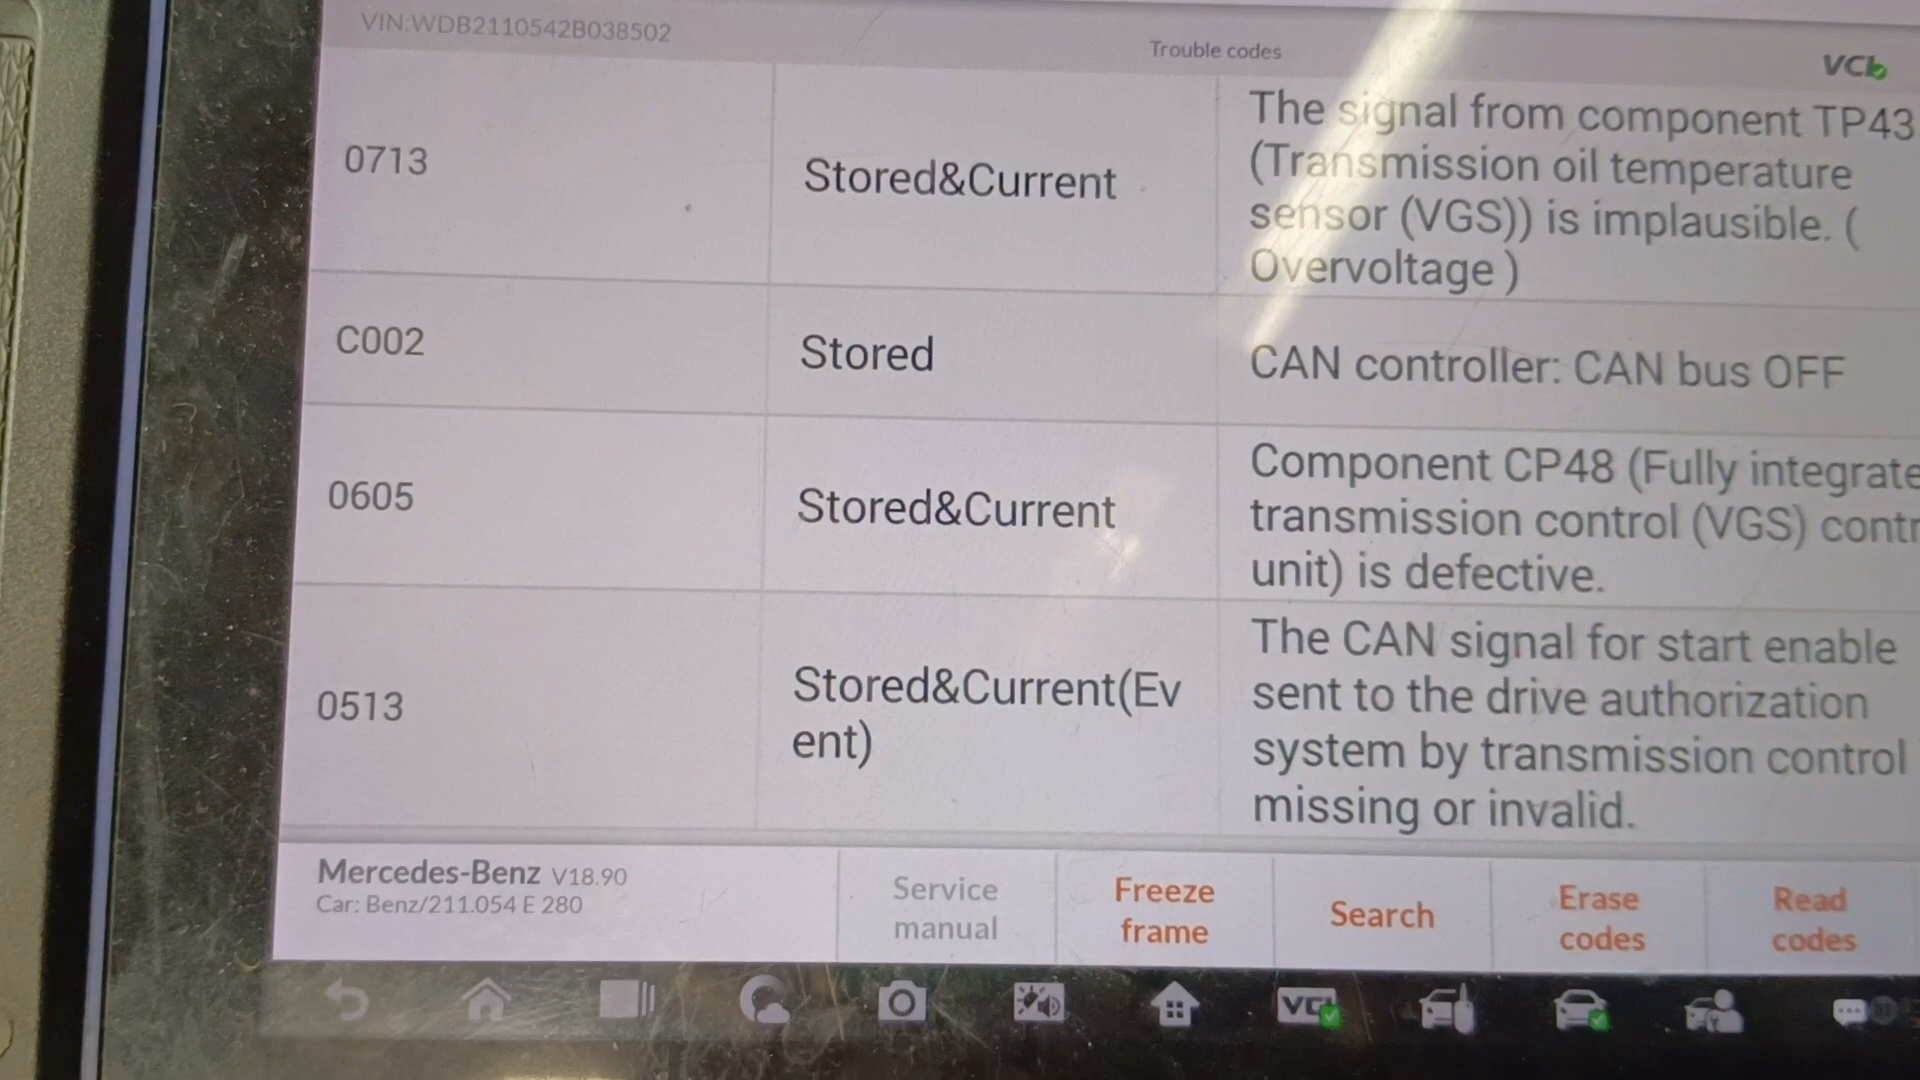 VIN:WDB2110542B038502
Trouble codes
VCI
0713
Stored&Current
The signal from component TP43
(Transmission oil temperature
sensor (VGS)) is implausible. (
Overvoltage )
C002
Stored
CAN controller: CAN bus OFF
0605
Stored&Current
Component CP48 (Fully integrate
transmission control (VGS) contr
unit) is defective.
0513
Stored&Current(Ev
ent)
The CAN signal for start enable
sent to the drive authorization
system by transmission control
missing or invalid.
Mercedes-Benz V18.90
Car: Benz/211.054 E 280
Service
manual
Freeze
frame
Search
Erase
codes
Read
codes
VCI